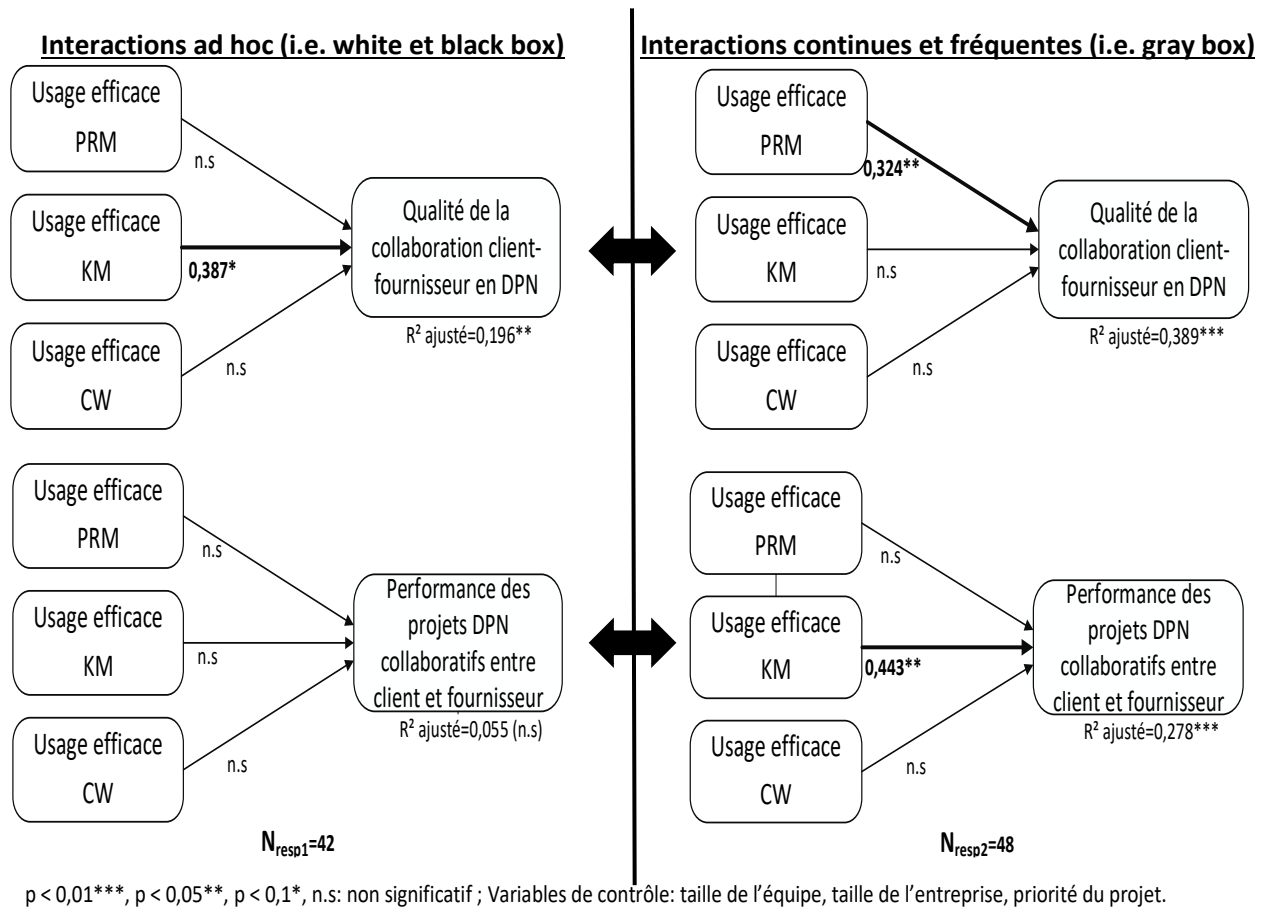 Interactions ad hoc (i.e. white et black box)
Usage efficace
PRM
n.s
Usage efficace
KM
0,387*
Usage efficace
CW
n.s
Qualité de la
collaboration client-
fournisseur en DPN
R² ajusté=0,196**
Interactions continues et fréquentes (i.e. gray box)
Usage efficace
PRM
0,324**
Usage efficace
KM
n.s
Usage efficace
CW
n.s
Qualité de la
collaboration client-
fournisseur en DPN
R² ajusté=0,389***
Usage efficace
PRM
n.s
Usage efficace
KM
n.s
Usage efficace
CW
n.s
Performance des
projets DPN
collaboratifs entre
client et fournisseur
R² ajusté=0,055 (n.s)
Usage efficace
PRM
n.s
Usage efficace
KM
0,443**
Usage efficace
CW
n.s
Performance des
projets DPN
collaboratifs entre
client et fournisseur
R² ajusté=0,278***
Nresp1=42
Nresp2=48
p < 0,01***, p < 0,05**, p < 0,1*, n.s: non significatif ; Variables de contrôle: taille de l’équipe, taille de l’entreprise, priorité du projet.